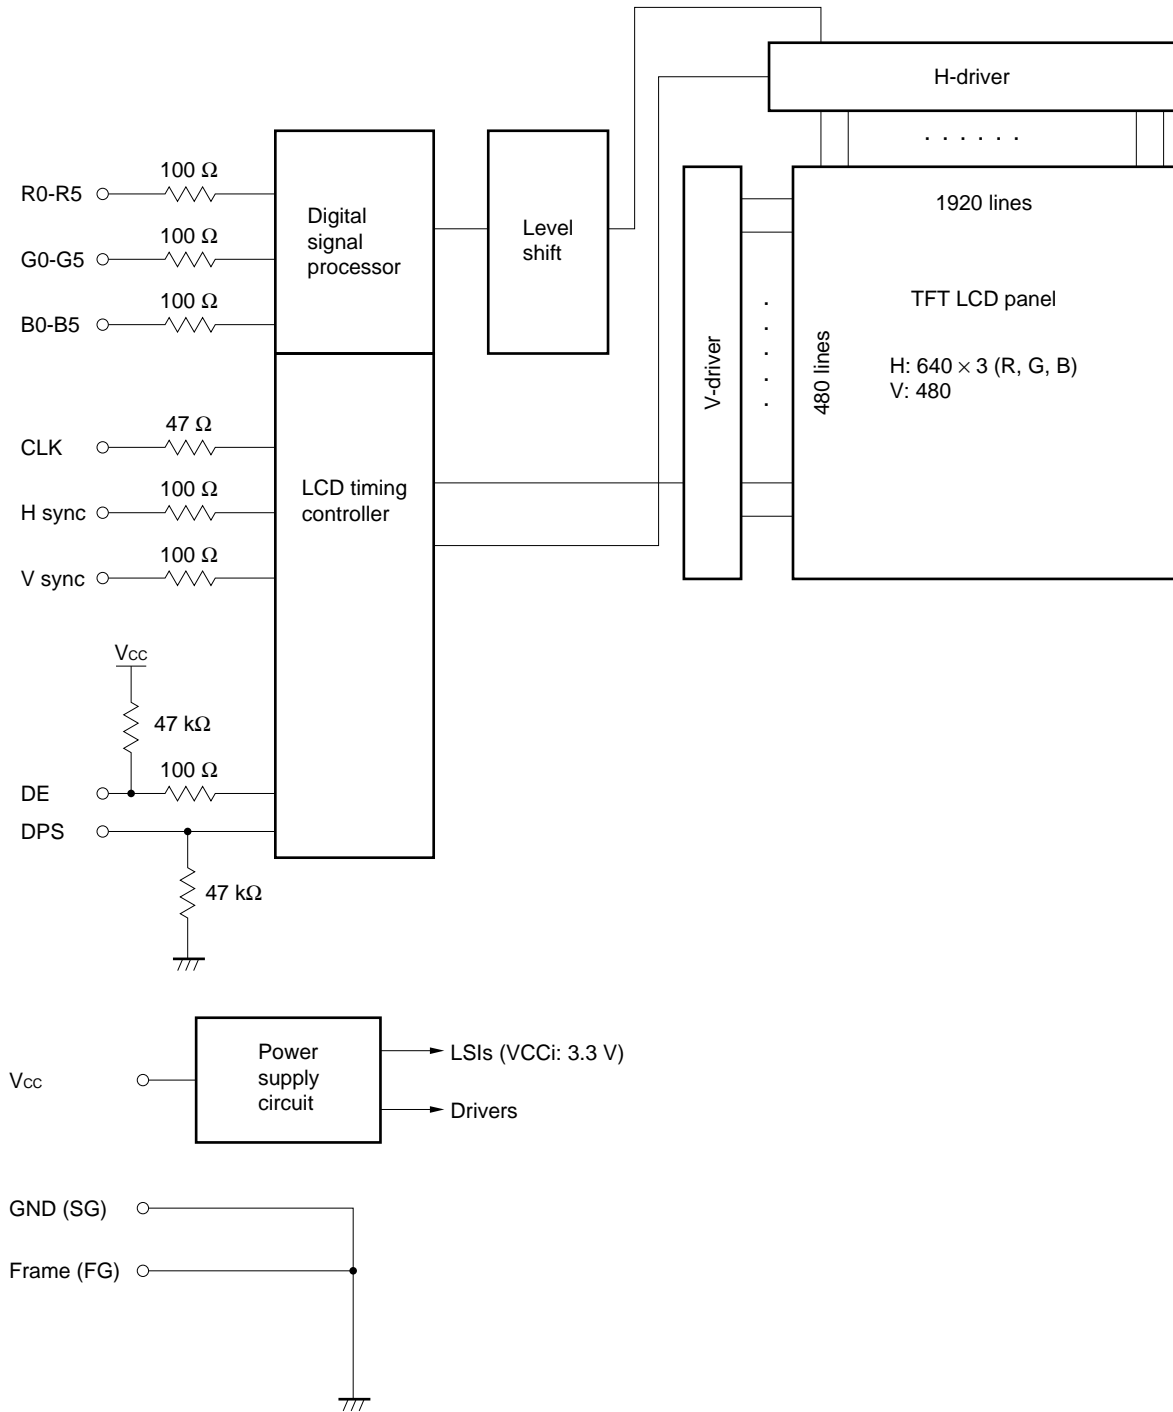 H-driver
. . . . . .
100 Ω
R0-R5
100 Ω
G0-G5
100 Ω
B0-B5
Digital
signal
processor
Level
shift
V-driver
480 lines
1920 lines
TFT LCD panel
H: 640 × 3 (R, G, B)
V: 480
47 Ω
CLK
100 Ω
H sync
100 Ω
V sync
LCD timing
controller
VCC
47 kΩ
100 Ω
DE
DPS
47 kΩ
VCC
Power
supply
circuit
LSIs (VCCi: 3.3 V)
Drivers
GND (SG)
Frame (FG)